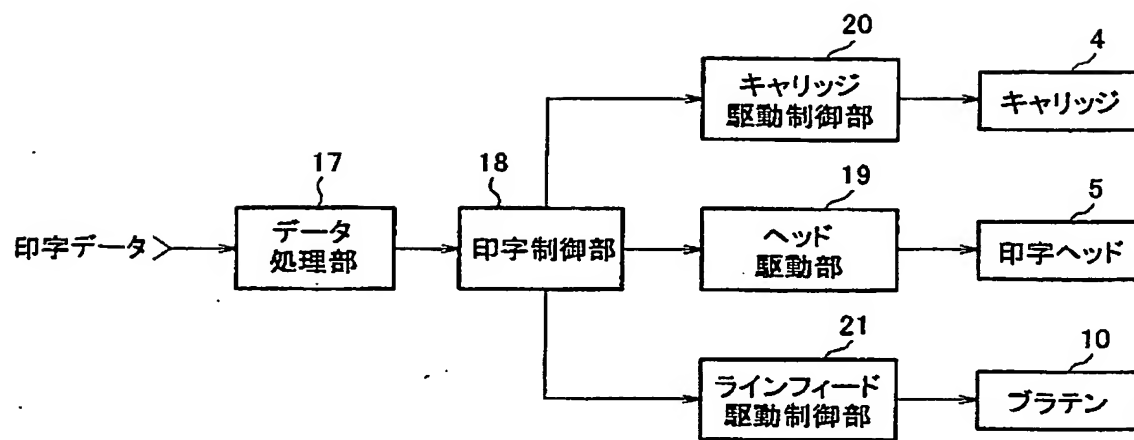 20
4
キャリッジ
駆動制御部
キャリッジ
17
18
19
5
印字データ
データ
処理部
印字制御部
ヘッド
駆動部
印字ヘッド
21
10
ラインフィード
駆動制御部
プラテン